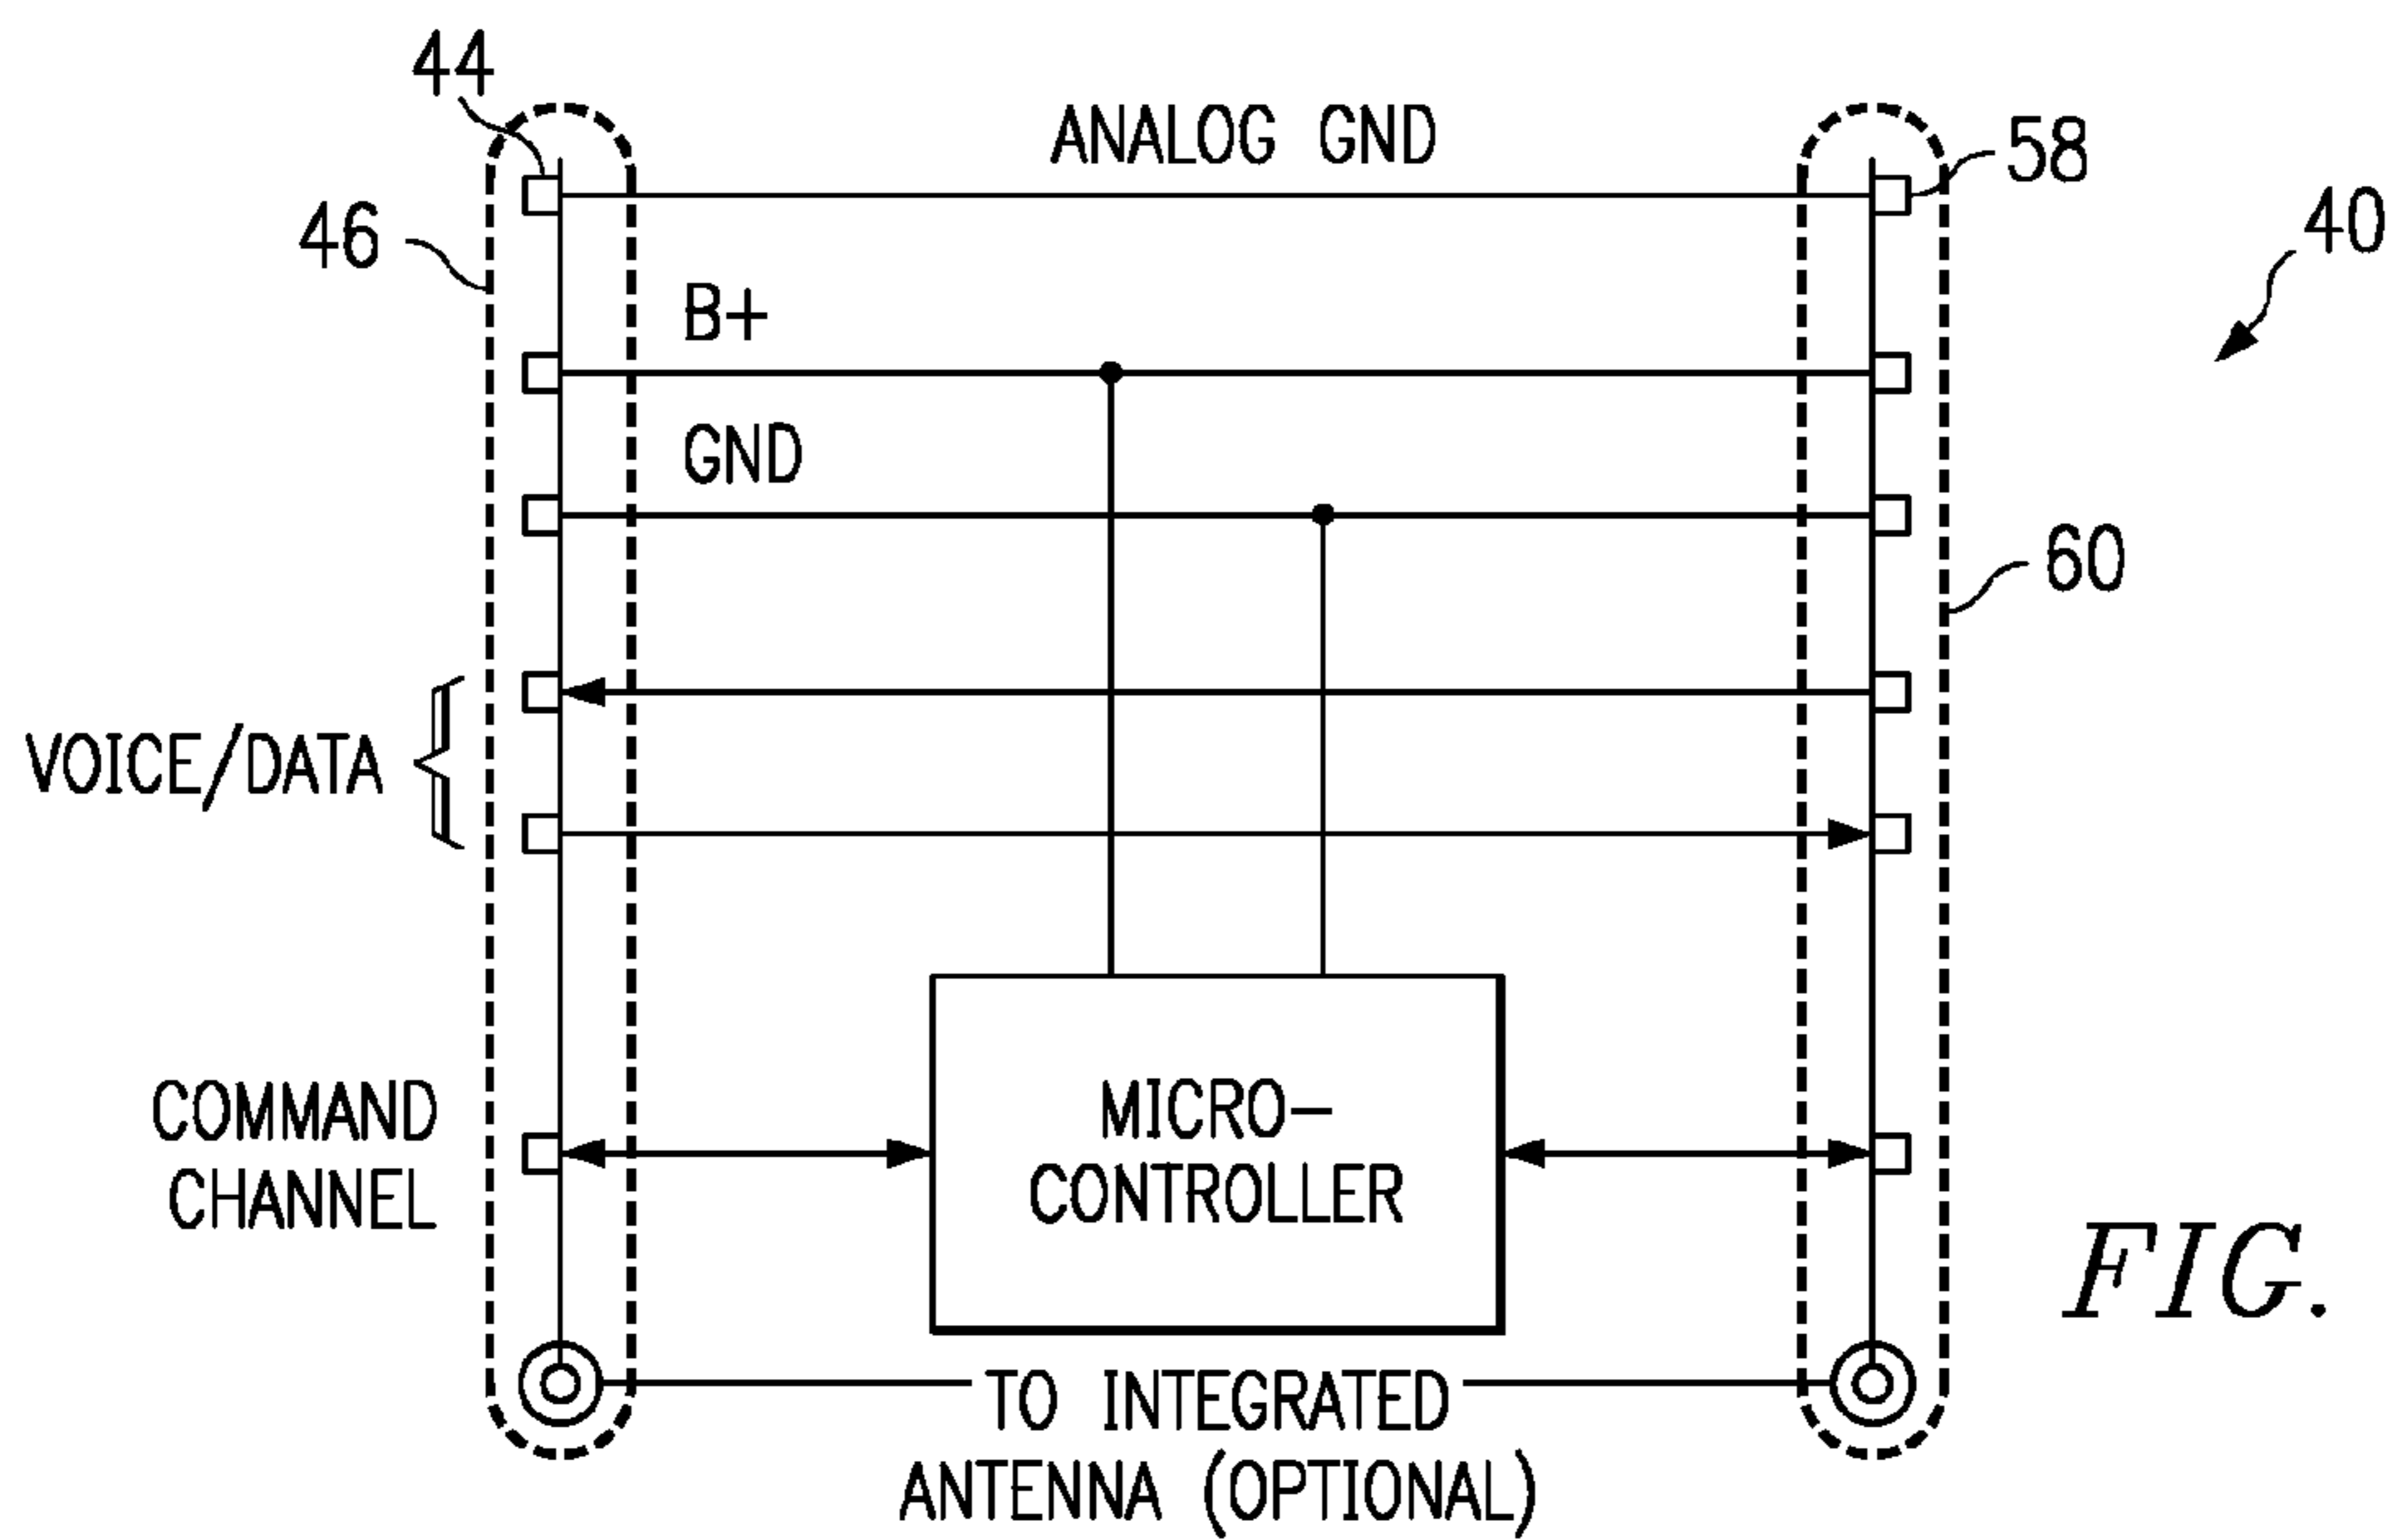 44
ANALOG GND
58
46
40
B+
GND
60
VOICE/DATA
COMMAND
CHANNEL
MICRO-
CONTROLLER
FIG.
TO INTEGRATED
ANTENNA (OPTIONAL)